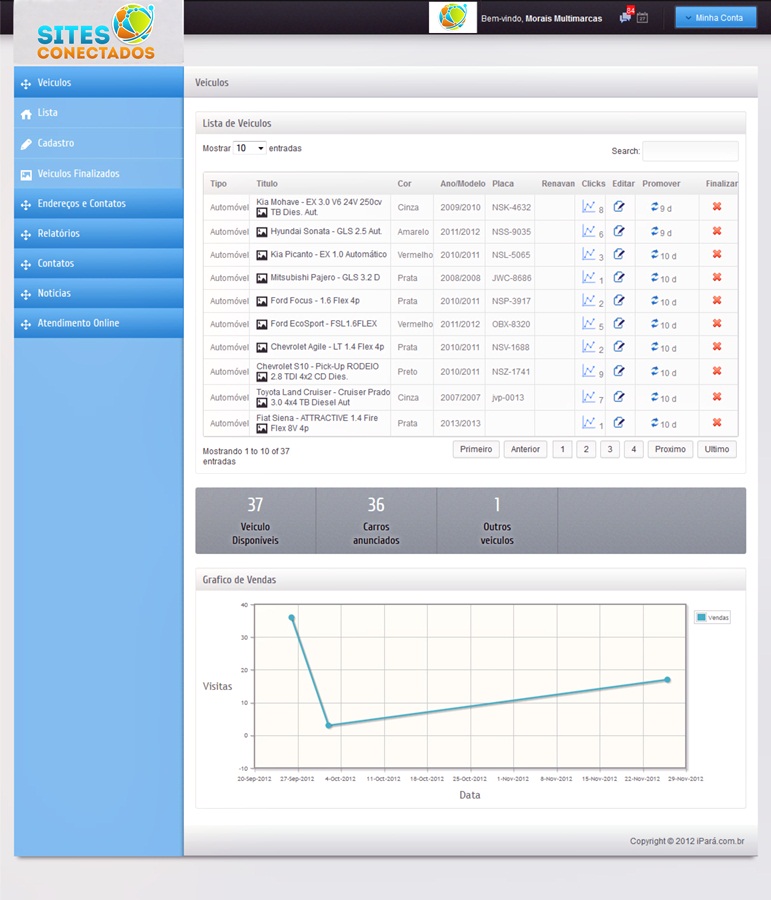 SITES
CONECTADOS
Bem-vindo, Morais Multimarcas
64
Minha Conta
Veiculos
Lista
Cadastro
Veiculos Finalizados
Endereços e Contatos
Relatórios
Contatos
Noticias
Atendimento Online
Veiculos
Lista de Veiculos
Mostrar 10 entradas
Search:
Tipo Titulo Cor Ano/Modelo Placa Renavan Clicks Editar Promover Finalizar
Automóvel Kia Mohave - EX 3.0 V6 24V 250cv TB Dies. Aut. Cinza 2009/2010 NSK-4632 8 9 d
Automóvel Hyundai Sonata - GLS 2.5 Aut. Amarelo 2011/2012 NSS-9035 6 9 d
Automóvel Kia Picanto - EX 1.0 Automático Vermelho 2010/2011 NSL-5065 3 10 d
Automóvel Mitsubishi Pajero - GLS 3.2 D Prata 2008/2008 JWC-8686 1 10 d
Automóvel Ford Focus - 1.6 Flex 4p Prata 2010/2011 NSP-3917 2 10 d
Automóvel Ford EcoSport - FSL1.6FLEX Vermelho 2011/2012 OBX-8320 5 10 d
Automóvel Chevrolet Agile - LT 1.4 Flex 4p Prata 2010/2011 NSV-1688 2 10 d
Automóvel Chevrolet S10 - Pick-Up RODEIO 2.8 TDI 4x2 CD Dies. Preto 2010/2011 NSZ-1741 9 10 d
Automóvel Toyota Land Cruiser - Cruiser Prado 3.0 4x4 TB Diesel Aut Cinza 2007/2007 jvp-0013 7 10 d
Automóvel Fiat Siena - ATTRACTIVE 1.4 Fire Flex 8V 4p Prata 2013/2013 1 10 d
Mostrando 1 to 10 of 37
entradas
Primeiro Anterior 1 2 3 4 Proximo Ultimo
37 36 1
Veiculo Carros Outros
Disponíveis anunciados veiculos
Grafico de Vendas
40
30
20
10
0
-10
Visitas
Vendas
20-Sep-2012 27-Sep-2012 4-Oct-2012 11-Oct-2012 18-Oct-2012 25-Oct-2012 1-Nov-2012 8-Nov-2012 15-Nov-2012 22-Nov-2012 29-Nov-2012
Data
Copyright © 2012 iPará.com.br